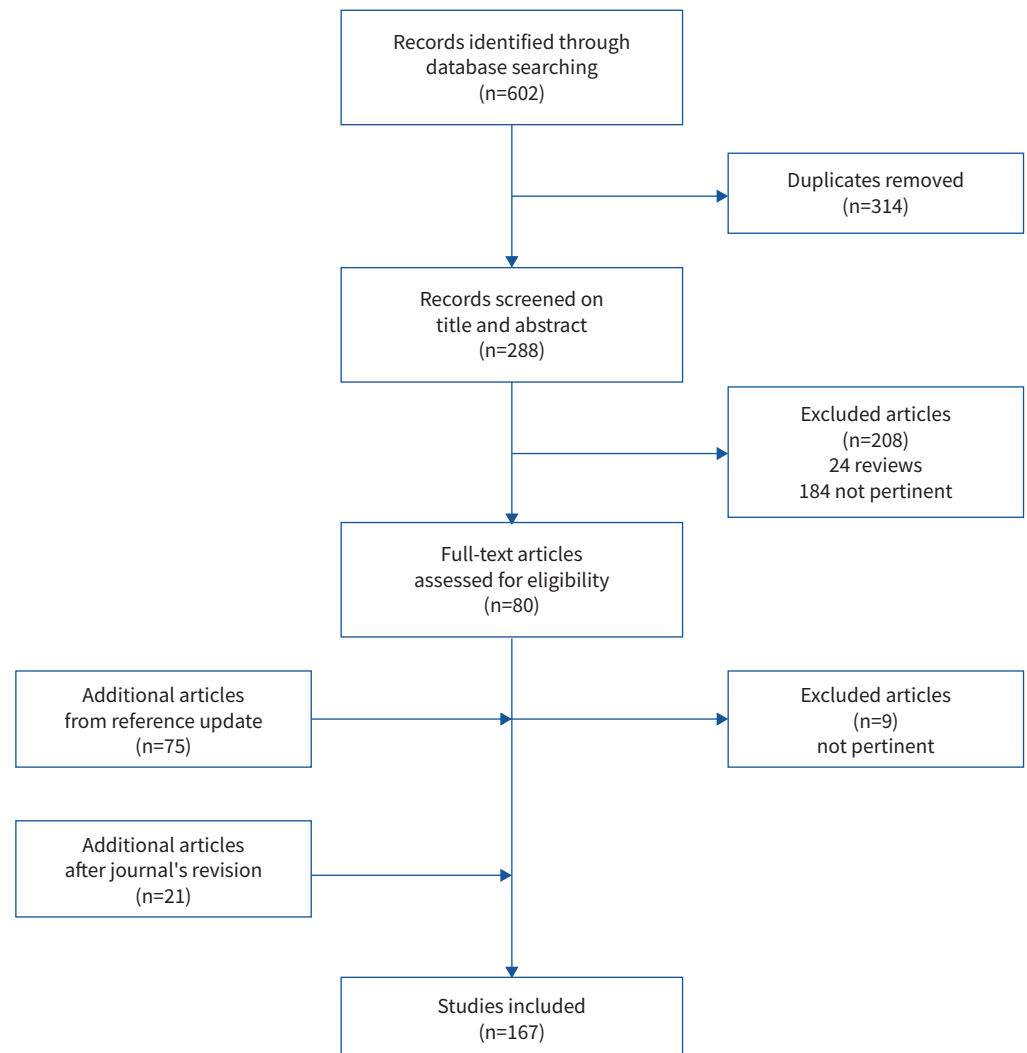 Records identified through
database searching
(n=602)
Duplicates removed
(n=314)
Records screened on
title and abstract
(n=288)
Excluded articles
(n=208)
24 reviews
184 not pertinent
Full-text articles
assessed for eligibility
(n=80)
Additional articles
from reference update
(n=75)
Excluded articles
(n=9)
not pertinent
Additional articles
after journal's revision
(n=21)
Studies included
(n=167)